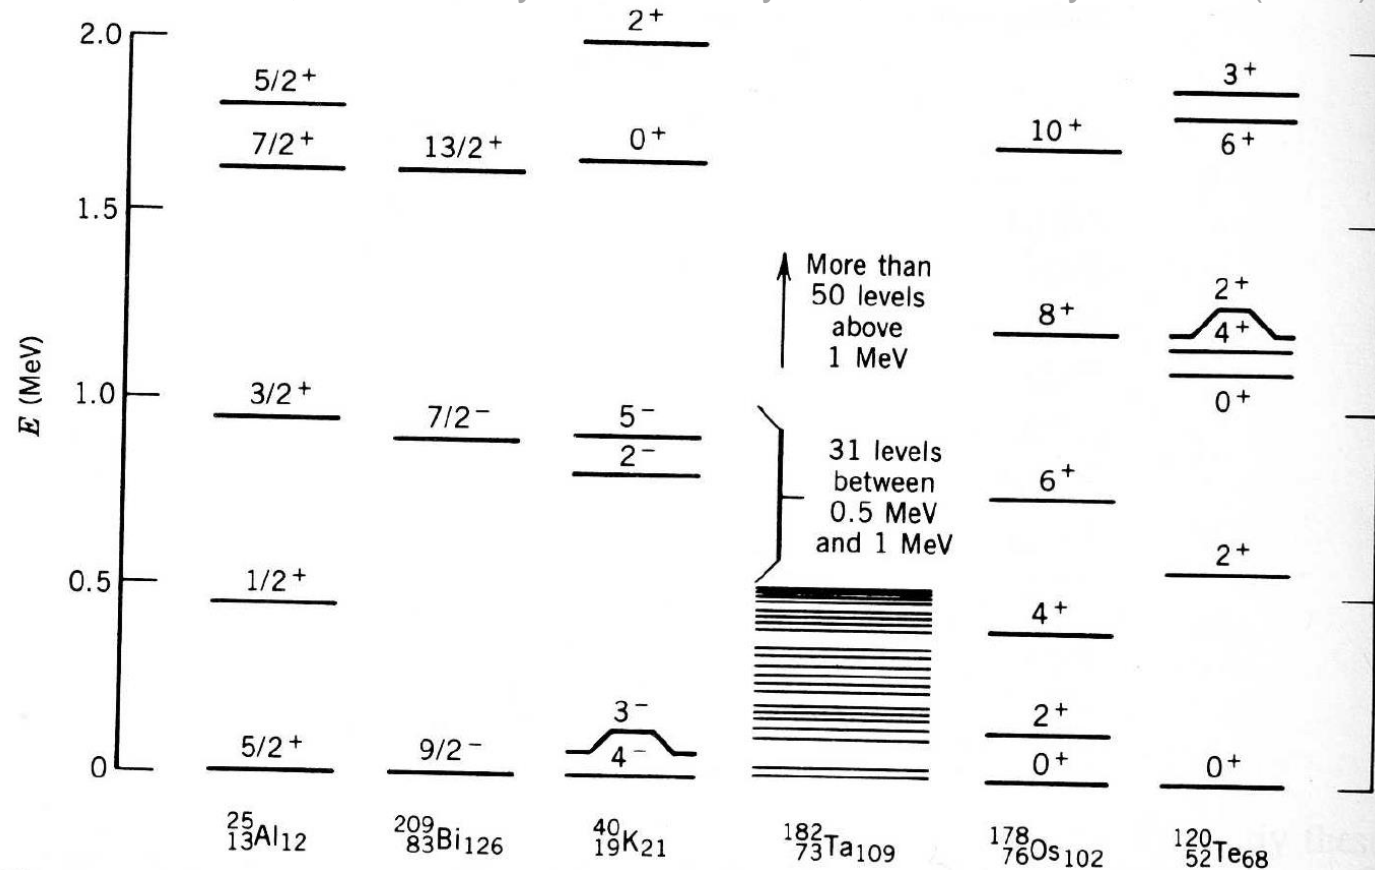 2.0
1.5
1.0
0.5
0
E (MeV)
5/2+
7/2+
3/2+
1/2+
5/2+
25
13Al12
13/2+
7/2−
9/2−
209
83Bi126
2+
0+
5−
2−
3−
4−
40
19K21
More than
50 levels
above
1 MeV
31 levels
between
0.5 MeV
and 1 MeV
182
73Ta109
10+
8+
6+
4+
2+
0+
178
76Os102
3+
6+
2+
4+
0+
2+
0+
120
52Te68